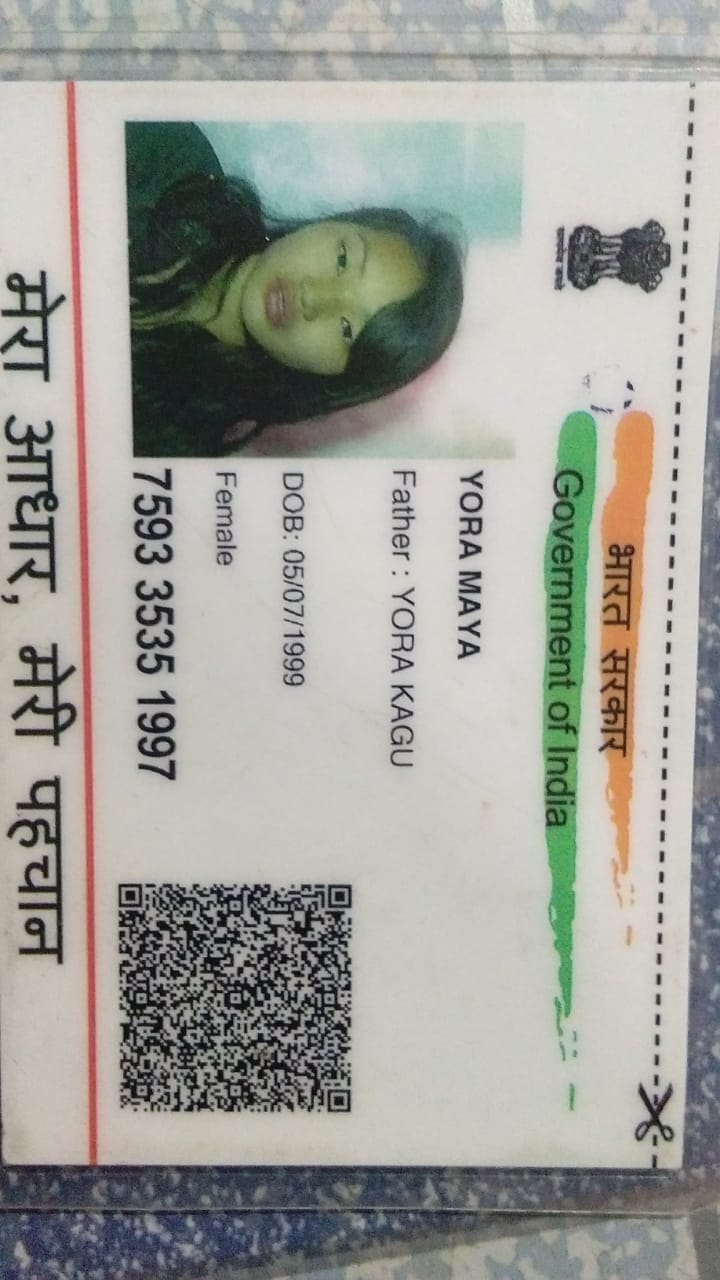 भारत सरकार
Government of India
YORA MAYA
Father : YORA KAGU
DOB: 05/07/1999
Female
7593 3535 1997
मेरा आधार, मेरी पहचान